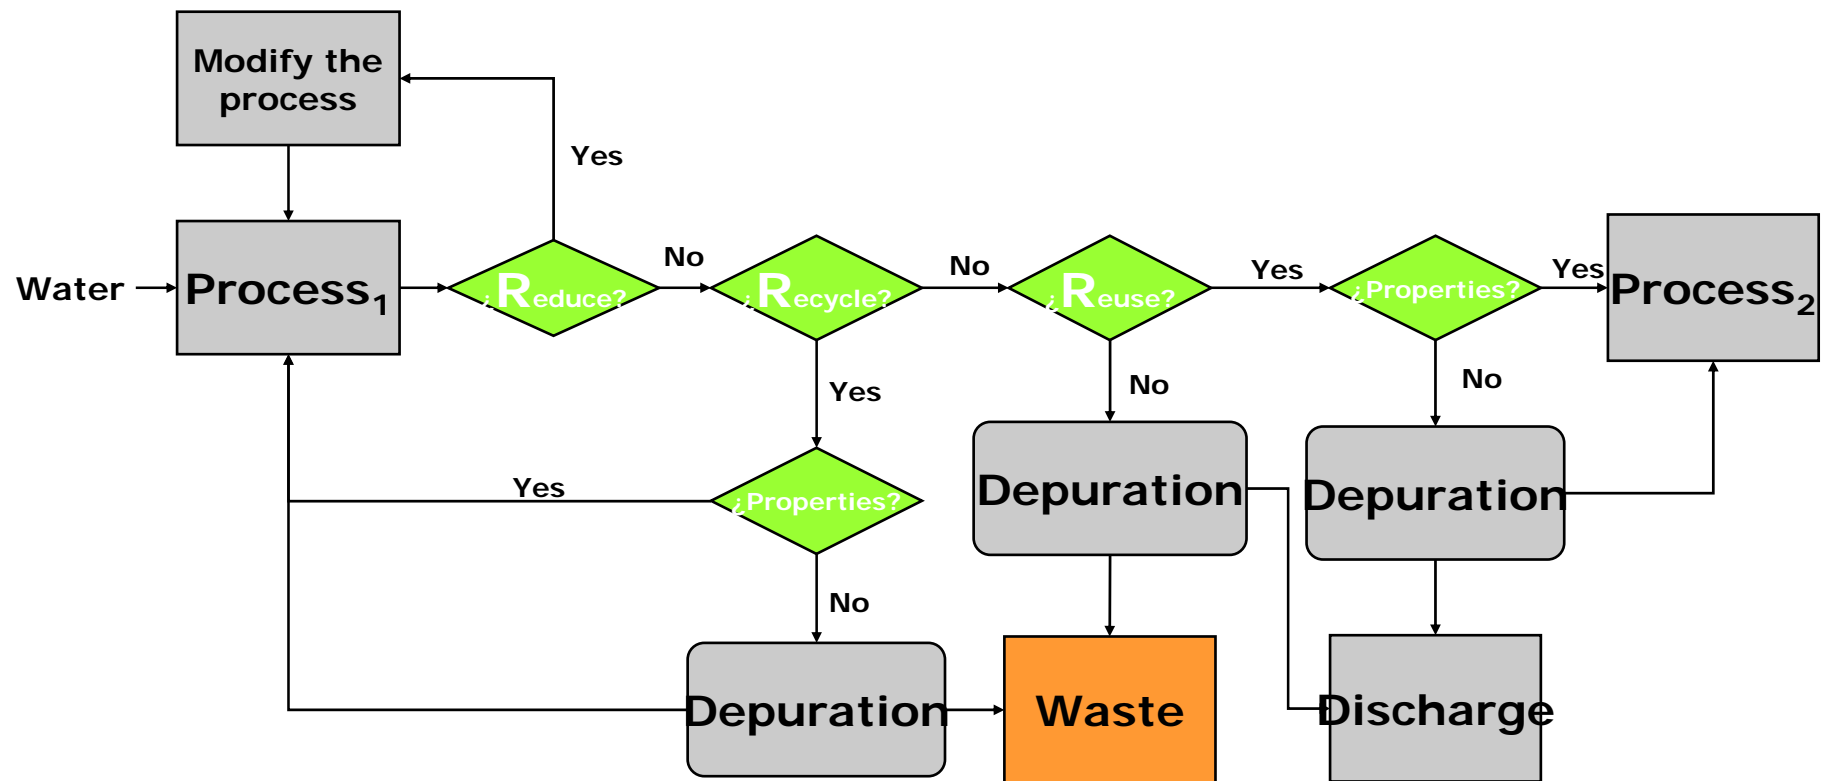 Modify the
process
Yes
Water
Process₁
¿Reduce?
No
¿Recycle?
No
¿Reuse?
Yes
¿Properties?
Yes
Process₂
Yes
No
No
Yes
¿Properties?
Depuration
Depuration
No
Depuration
Waste
Discharge